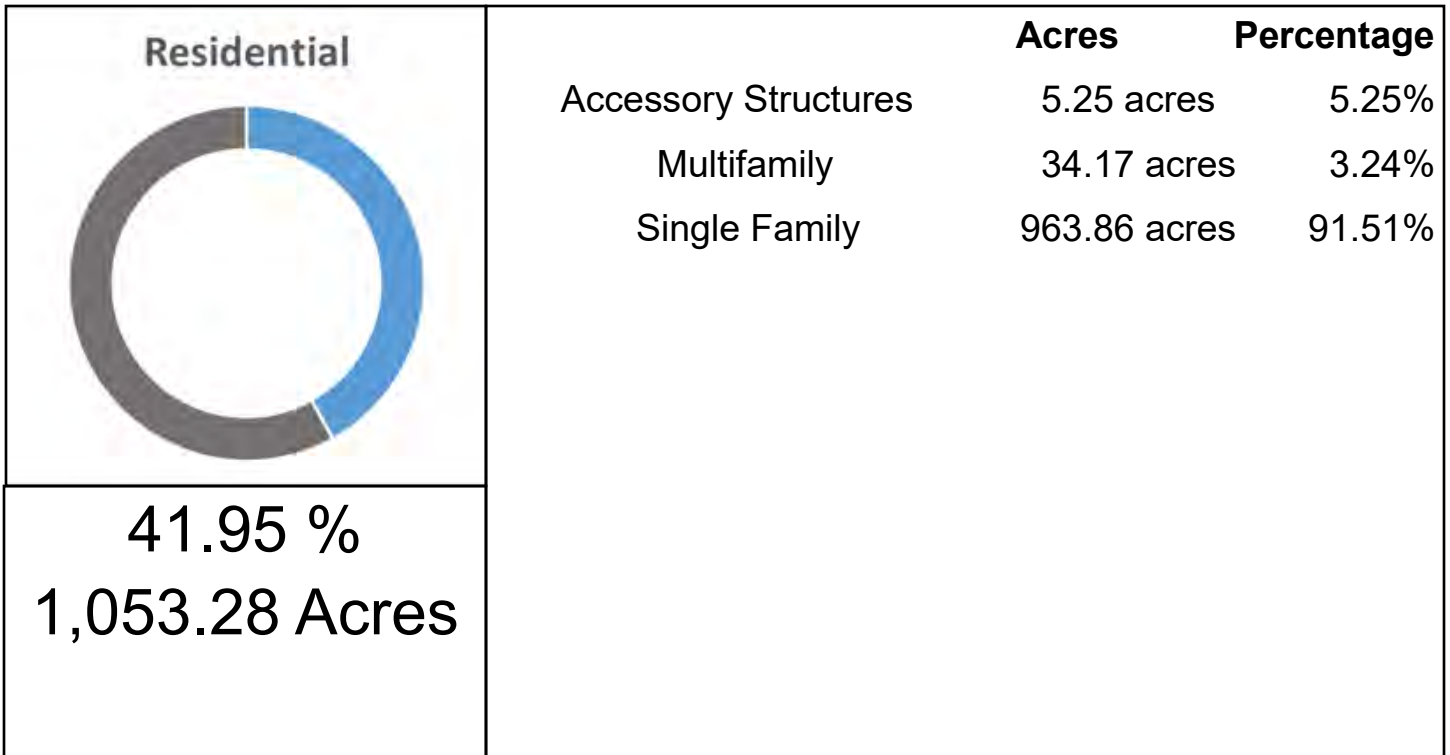 Residential
41.95 %
1,053.28 Acres
Acres Percentage
Accessory Structures 5.25 acres 5.25%
Multifamily 34.17 acres 3.24%
Single Family 963.86 acres 91.51%